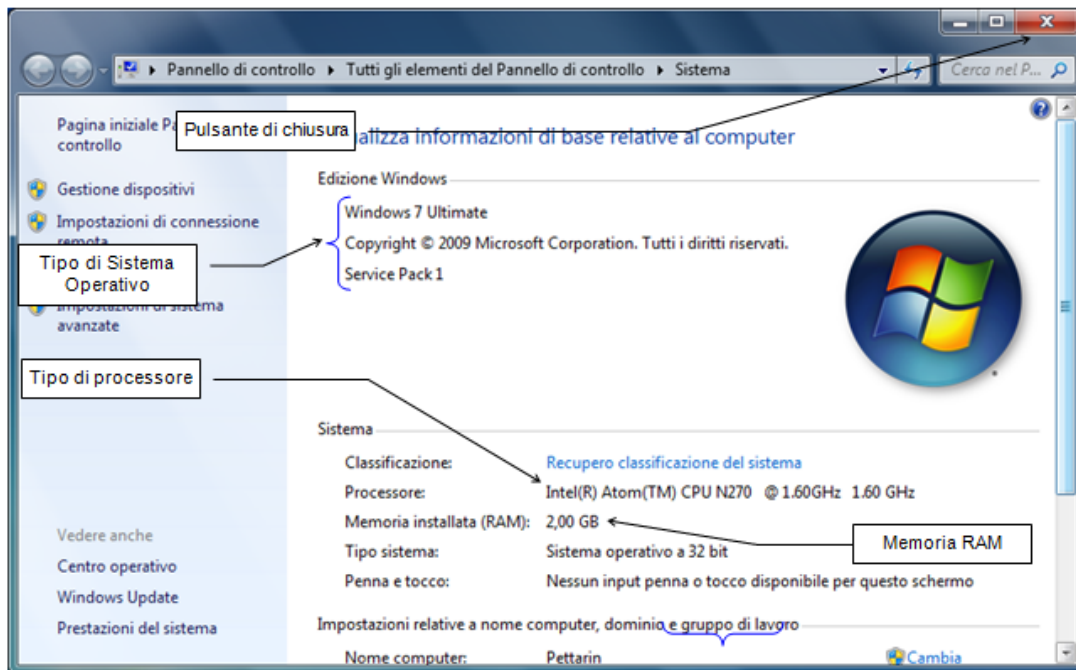 Pannello di controllo ▸ Tutti gli elementi del Pannello di controllo ▸ Sistema
Cerca nel P...
Pagina iniziale
controllo
Gestione dispositivi
Impostazioni di connessione
remota
Impostazioni di sistema
avanzate
Vedere anche
Centro operativo
Windows Update
Prestazioni del sistema
Pulsante di chiusura
Tipo di Sistema
Operativo
Tipo di processore
Memoria RAM
informazioni di base relative al computer
Edizione Windows
Windows 7 Ultimate
Copyright © 2009 Microsoft Corporation. Tutti i diritti riservati.
Service Pack 1
Sistema
Classificazione: Recupero classificazione del sistema
Processore: Intel(R) Atom(TM) CPU N270 @ 1.60GHz 1.60 GHz
Memoria installata (RAM): 2,00 GB
Tipo sistema: Sistema operativo a 32 bit
Penna e tocco: Nessun input penna o tocco disponibile per questo schermo
Impostazioni relative a nome computer, dominio e gruppo di lavoro
Nome computer: Pettarin
Cambia